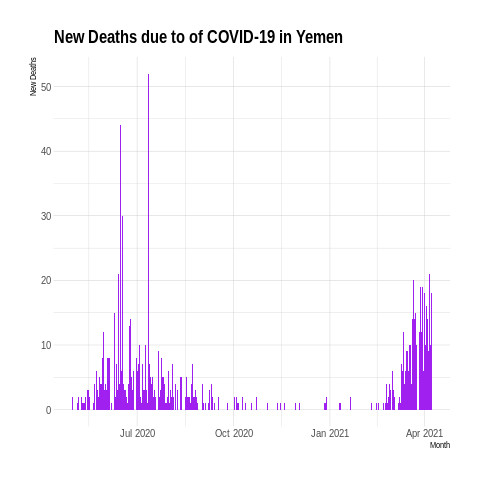 New Deaths due to of COVID-19 in Yemen
New Deaths
50
40
30
20
10
0
Jul 2020 Oct 2020 Jan 2021 Apr 2021
Month